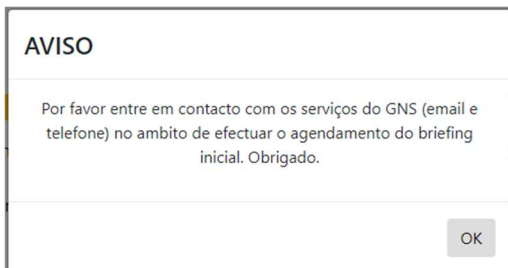 AVISO
Por favor entre em contacto com os serviços do GNS (email e
telefone) no ambito de efectuar o agendamento do briefing
inicial. Obrigado.
OK